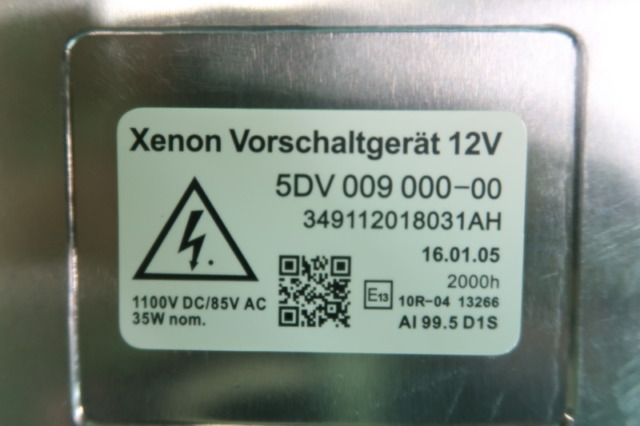 Xenon Vorschaltgerät 12V
5DV 009 000-00
349112018031AH
16.01.05
2000h
1100V DC/85V AC
35W nom.
E13
10R-04 13266
AI 99.5 D1S